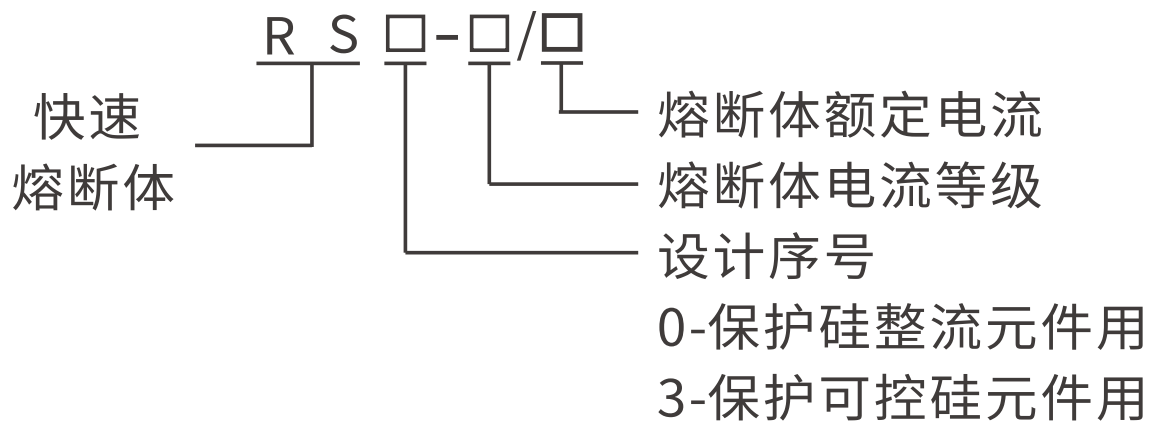 RS□-□/□
快速
熔断体
熔断体额定电流
熔断体电流等级
设计序号
0-保护硅整流元件用
3-保护可控硅元件用